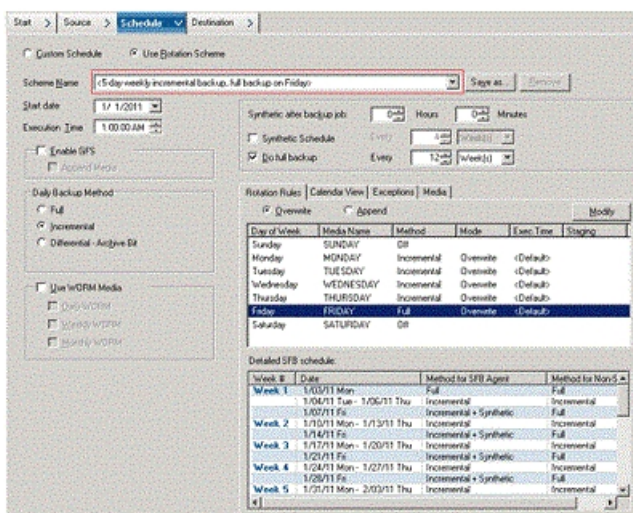 Start > Source > Schedule Destination >
Custom Schedule Use Rotation Scheme
Scheme Name <5-day weekly incremental backup, full backup on Friday> Save as... Remove
Start date 1/ 1/2011
Execution Time 1:00:00 AM
Synthetic after backup job: 0 Hours 0 Minutes
Synthetic Schedule Every 4 Week(s)
Do full backup Every 12 Week(s)
Enable GFS
Append Media
Daily Backup Method
Full
Incremental
Differential - Archive Bit
Use WORM Media
Daily WORM
Weekly WORM
Monthly WORM
Rotation Rules Calendar View Exceptions Media
Overwrite Append Modify
Day of Week Media Name Method Mode Exec Time Staging
Sunday SUNDAY Off
Monday MONDAY Incremental Overwrite <Default>
Tuesday TUESDAY Incremental Overwrite <Default>
Wednesday WEDNESDAY Incremental Overwrite <Default>
Thursday THURSDAY Incremental Overwrite <Default>
Friday FRIDAY Full Overwrite <Default>
Saturday SATURDAY Off
Detailed SFB schedule:
Week # Date Method for SFB Agent Method for Non-S
Week 1 1/03/11 Mon Full Full
1/04/11 Tue - 1/06/11 Thu Incremental Incremental
1/07/11 Fri Incremental + Synthetic Full
Week 2 1/10/11 Mon - 1/13/11 Thu Incremental Incremental
1/14/11 Fri Incremental + Synthetic Full
Week 3 1/17/11 Mon - 1/20/11 Thu Incremental Incremental
1/21/11 Fri Incremental + Synthetic Full
Week 4 1/24/11 Mon - 1/27/11 Thu Incremental Incremental
1/28/11 Fri Incremental + Synthetic Full
Week 5 1/31/11 Mon - 2/03/11 Thu Incremental Incremental